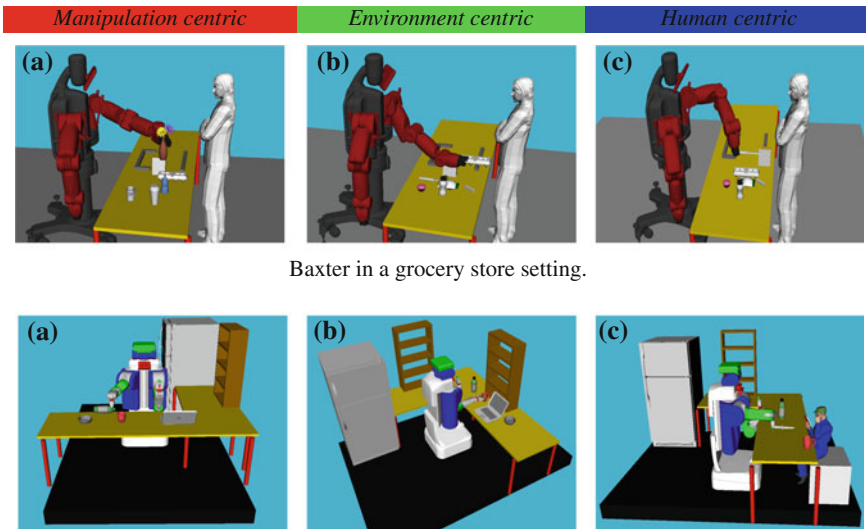 Manipulation centric Environment centric Human centric
(a) (b) (c)
Baxter in a grocery store setting.
(a) (b) (c)